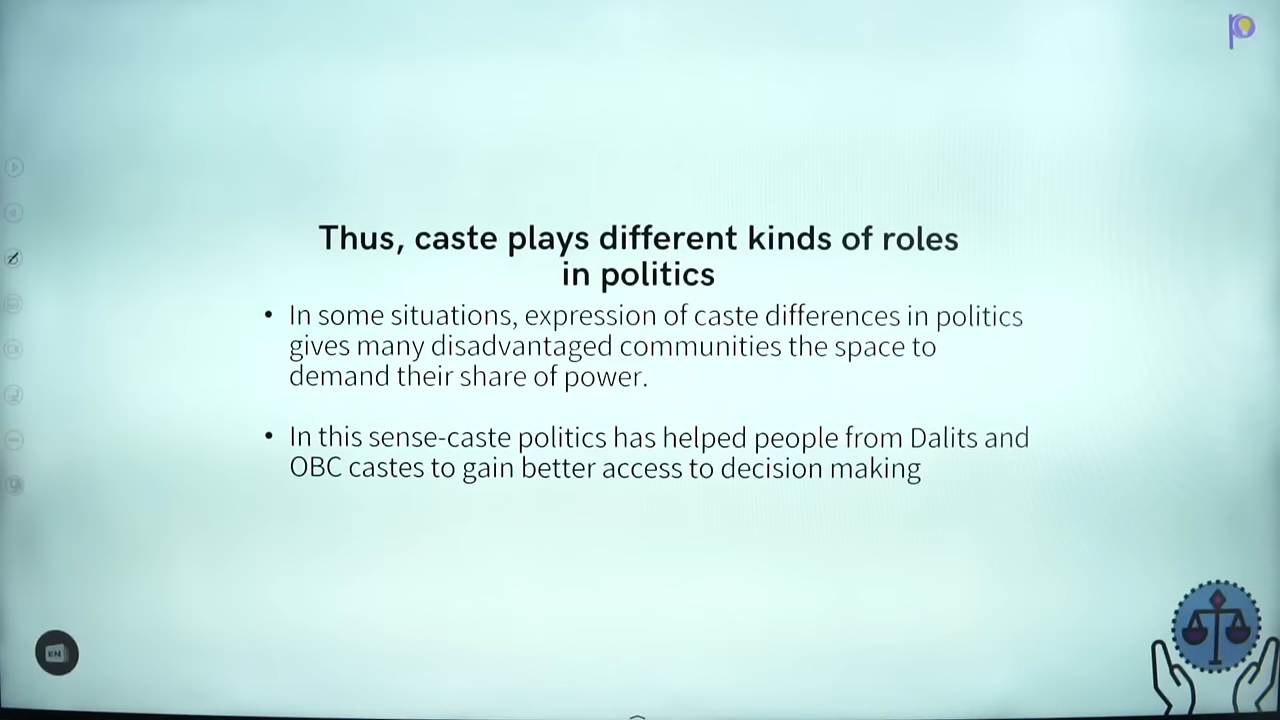 Thus, caste plays different kinds of roles
in politics
• In some situations, expression of caste differences in politics
gives many disadvantaged communities the space to
demand their share of power.
• In this sense-caste politics has helped people from Dalits and
OBC castes to gain better access to decision making
EN